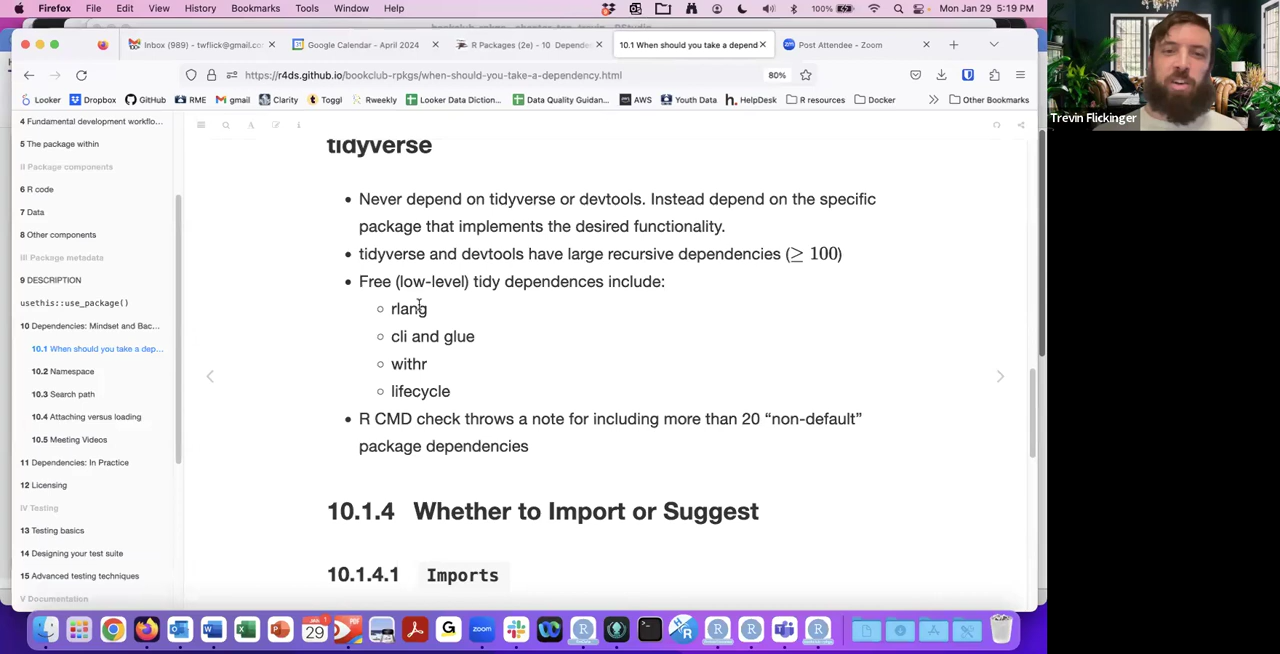 Firefox File Edit View History Bookmarks Tools Window Help 100% Mon Jan 29 5:19 PM
Inbox (989) - twflick@gmail.co Google Calendar - April 2024 R Packages (2e) - 10 Depende 10.1 When should you take a depend Post Attendee - Zoom
https://r4ds.github.io/bookclub-rpkgs/when-should-you-take-a-dependency.html 80%
Looker Dropbox GitHub RME gmail Clarity Toggl Rweekly Looker Data Diction... Data Quality Guidan... AWS Youth Data HelpDesk R resources Docker Other Bookmarks
Trevin Flickinger
4 Fundamental development workflo...
5 The package within
II Package components
6 R code
7 Data
8 Other components
III Package metadata
9 DESCRIPTION
usethis::use_package()
10 Dependencies: Mindset and Bac...
10.1 When should you take a dep...
10.2 Namespace
10.3 Search path
10.4 Attaching versus loading
10.5 Meeting Videos
11 Dependencies: In Practice
12 Licensing
IV Testing
13 Testing basics
14 Designing your test suite
15 Advanced testing techniques
V Documentation
tidyverse
Never depend on tidyverse or devtools. Instead depend on the specific
package that implements the desired functionality.
tidyverse and devtools have large recursive dependencies (≥ 100)
Free (low-level) tidy dependences include:
rlang
cli and glue
withr
lifecycle
R CMD check throws a note for including more than 20 “non-default”
package dependencies
10.1.4 Whether to Import or Suggest
10.1.4.1 Imports